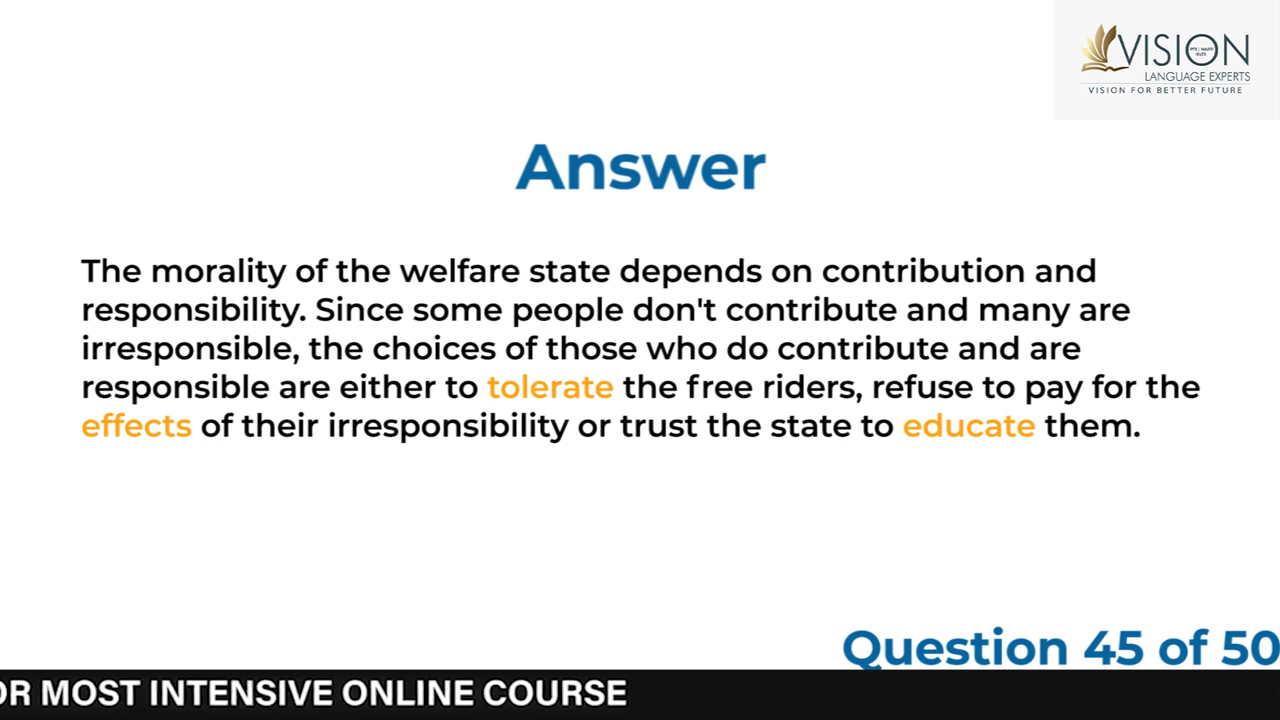 VISION
LANGUAGE EXPERTS
VISION FOR BETTER FUTURE
Answer
The morality of the welfare state depends on contribution and
responsibility. Since some people don't contribute and many are
irresponsible, the choices of those who do contribute and are
responsible are either to tolerate the free riders, refuse to pay for the
effects of their irresponsibility or trust the state to educate them.
Question 45 of 50
OR MOST INTENSIVE ONLINE COURSE